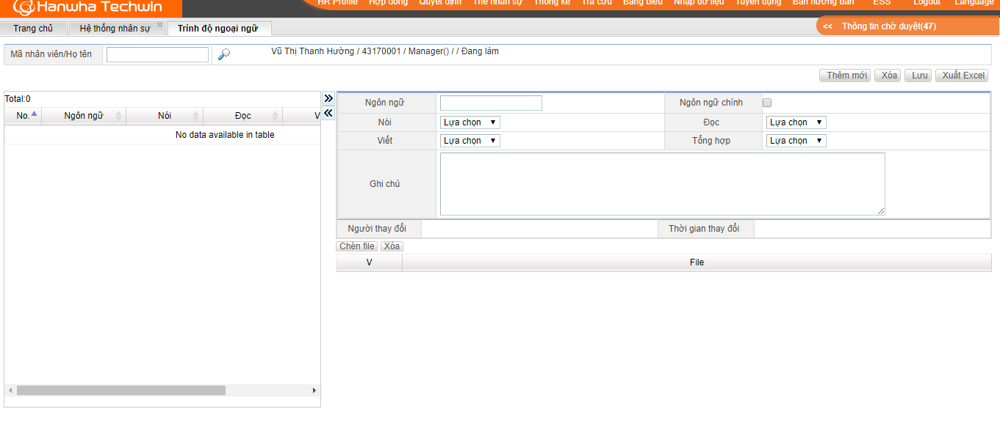 Hanwha Techwin
HR Profile Hợp đồng Quyết định Thẻ nhân sự Thống kê Tra cứu Bảng biểu Nhập dữ liệu Tuyển dụng Bản hướng dẫn ESS Logout Language
Trang chủ Hệ thống nhân sự Trình độ ngoại ngữ
<< Thông tin chờ duyệt(47)
Mã nhân viên/Họ tên Vũ Thị Thanh Hường / 43170001 / Manager() / / Đang làm
Thêm mới Xóa Lưu Xuất Excel
Total:0
No. Ngôn ngữ Nói Đọc V
No data available in table
Ngôn ngữ Ngôn ngữ chính
Nói Lựa chọn Đọc Lựa chọn
Viết Lựa chọn Tổng hợp Lựa chọn
Ghi chú
Người thay đổi Thời gian thay đổi
Chèn file Xóa
V File